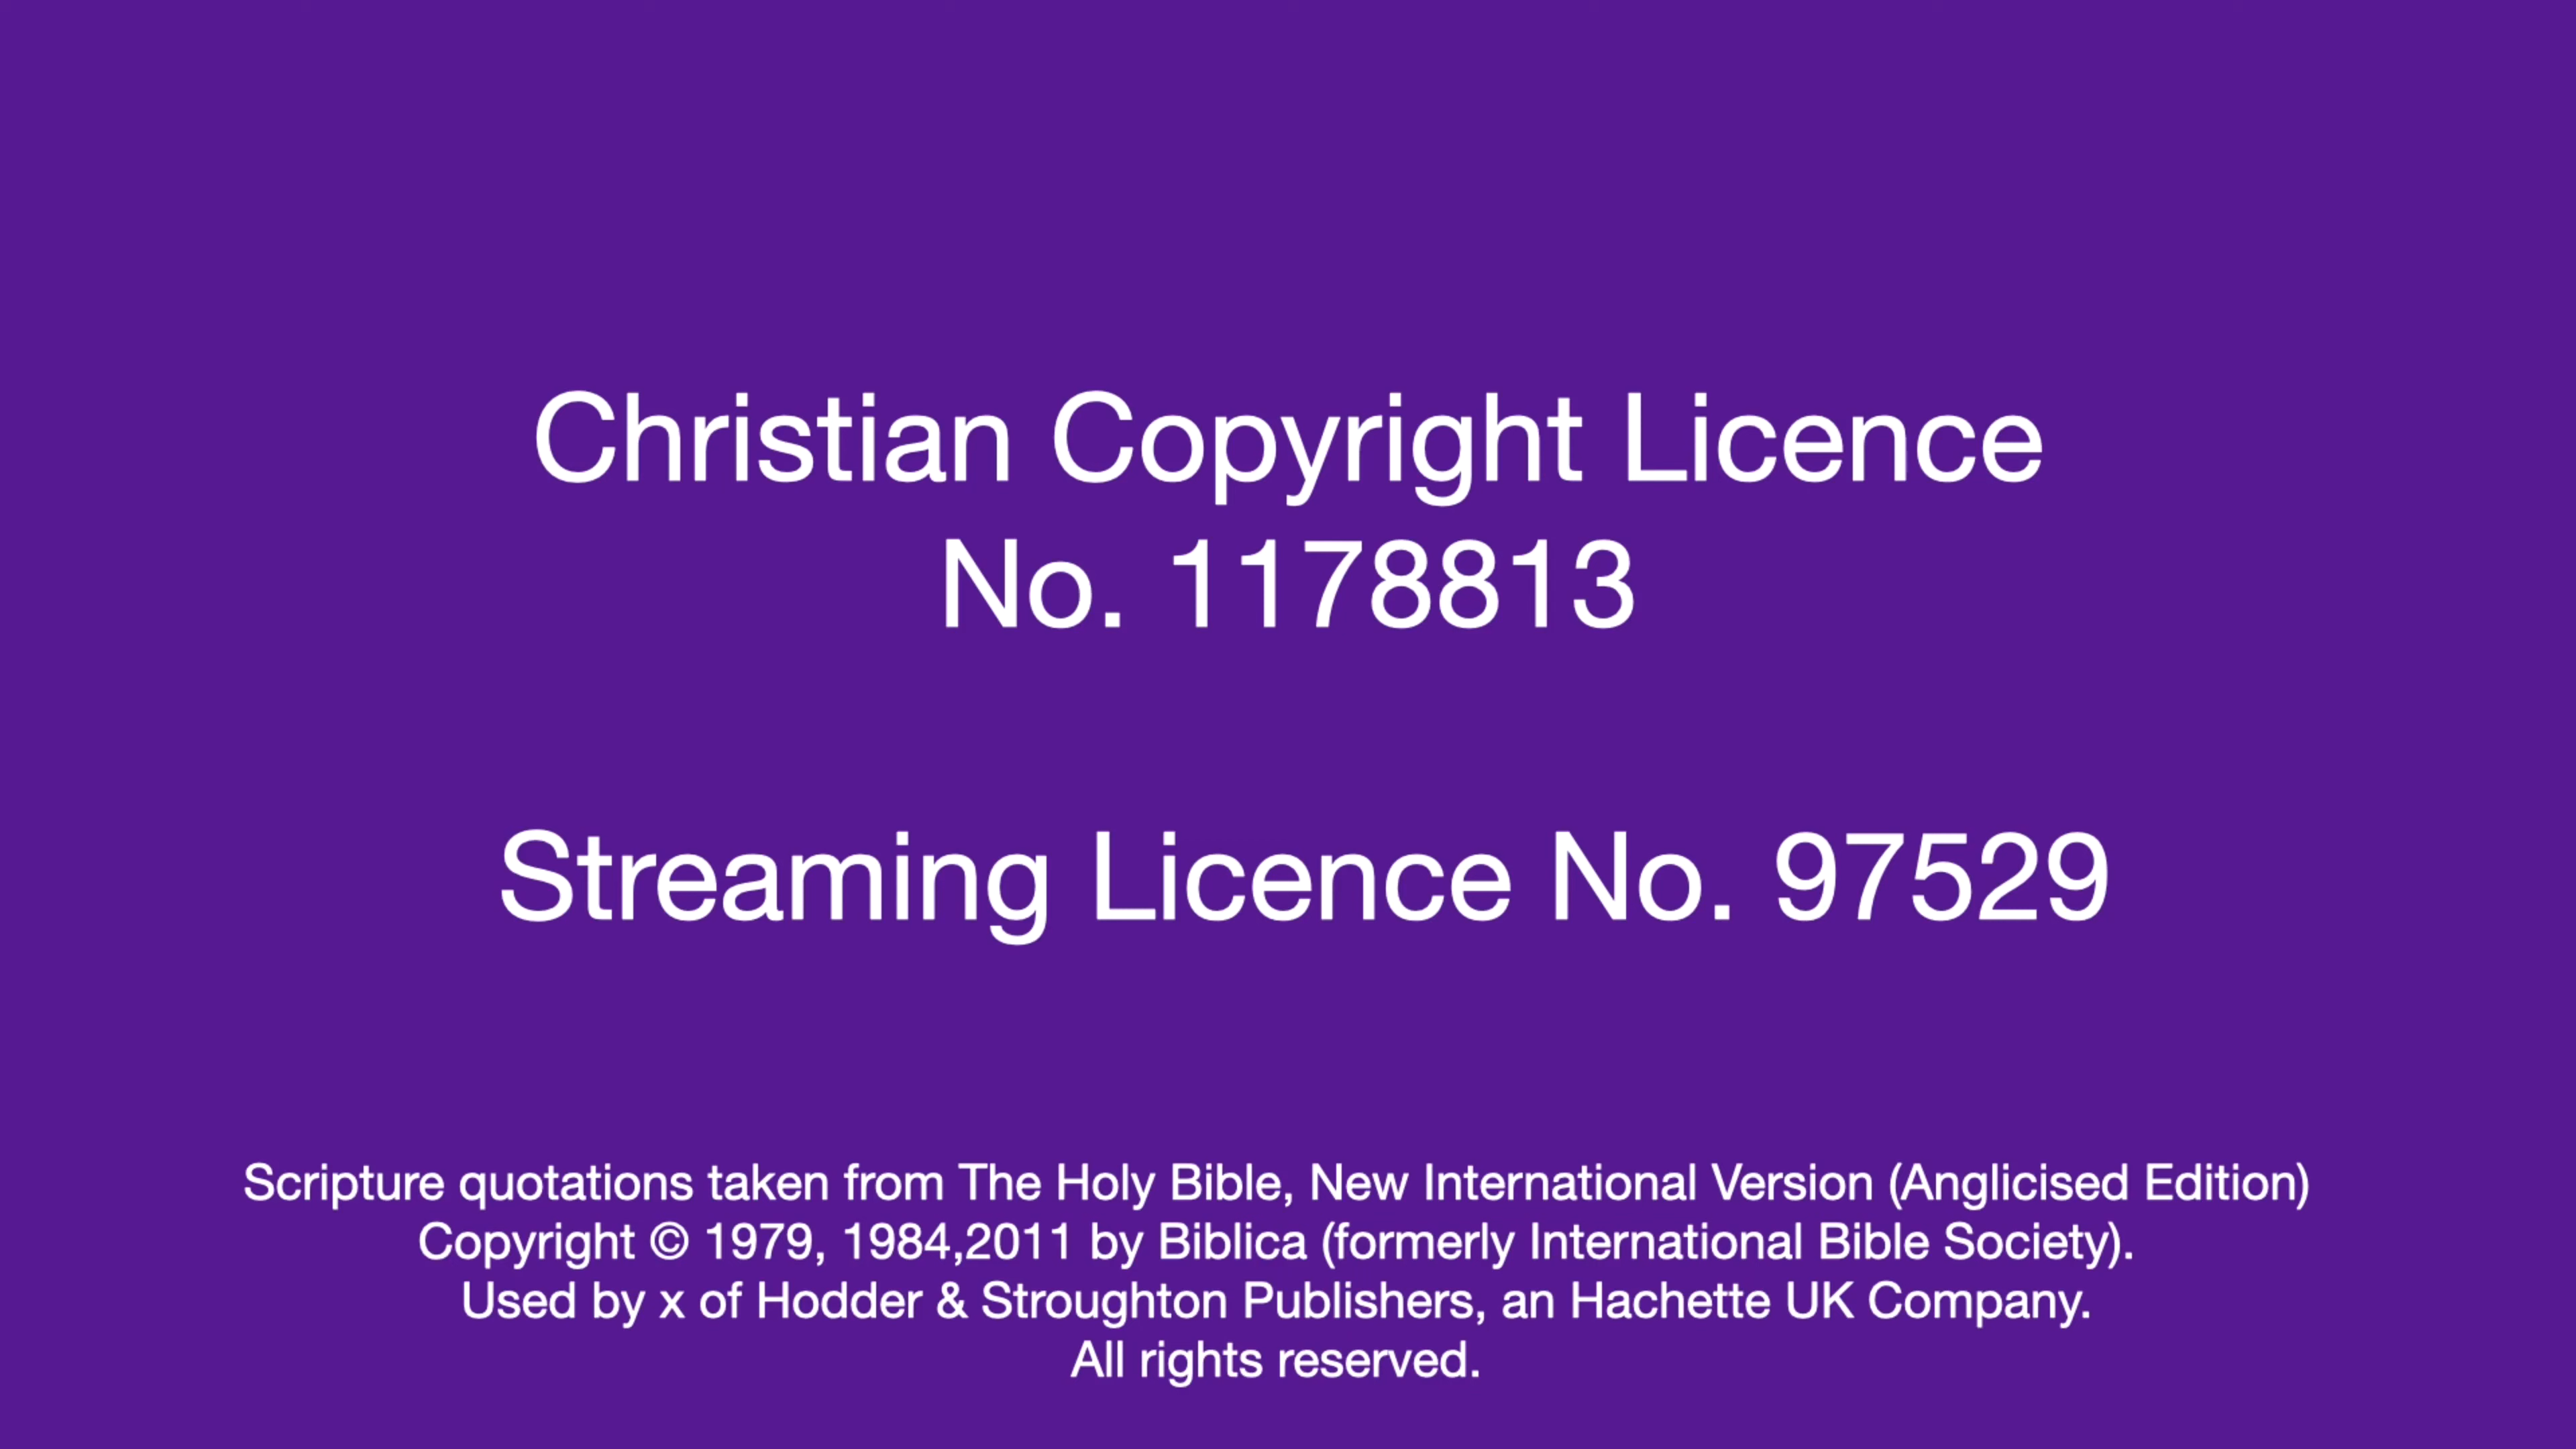 Christian Copyright Licence
No. 1178813
Streaming Licence No. 97529
Scripture quotations taken from The Holy Bible, New International Version (Anglicised Edition)
Copyright © 1979, 1984,2011 by Biblica (formerly International Bible Society).
Used by x of Hodder & Stroughton Publishers, an Hachette UK Company.
All rights reserved.